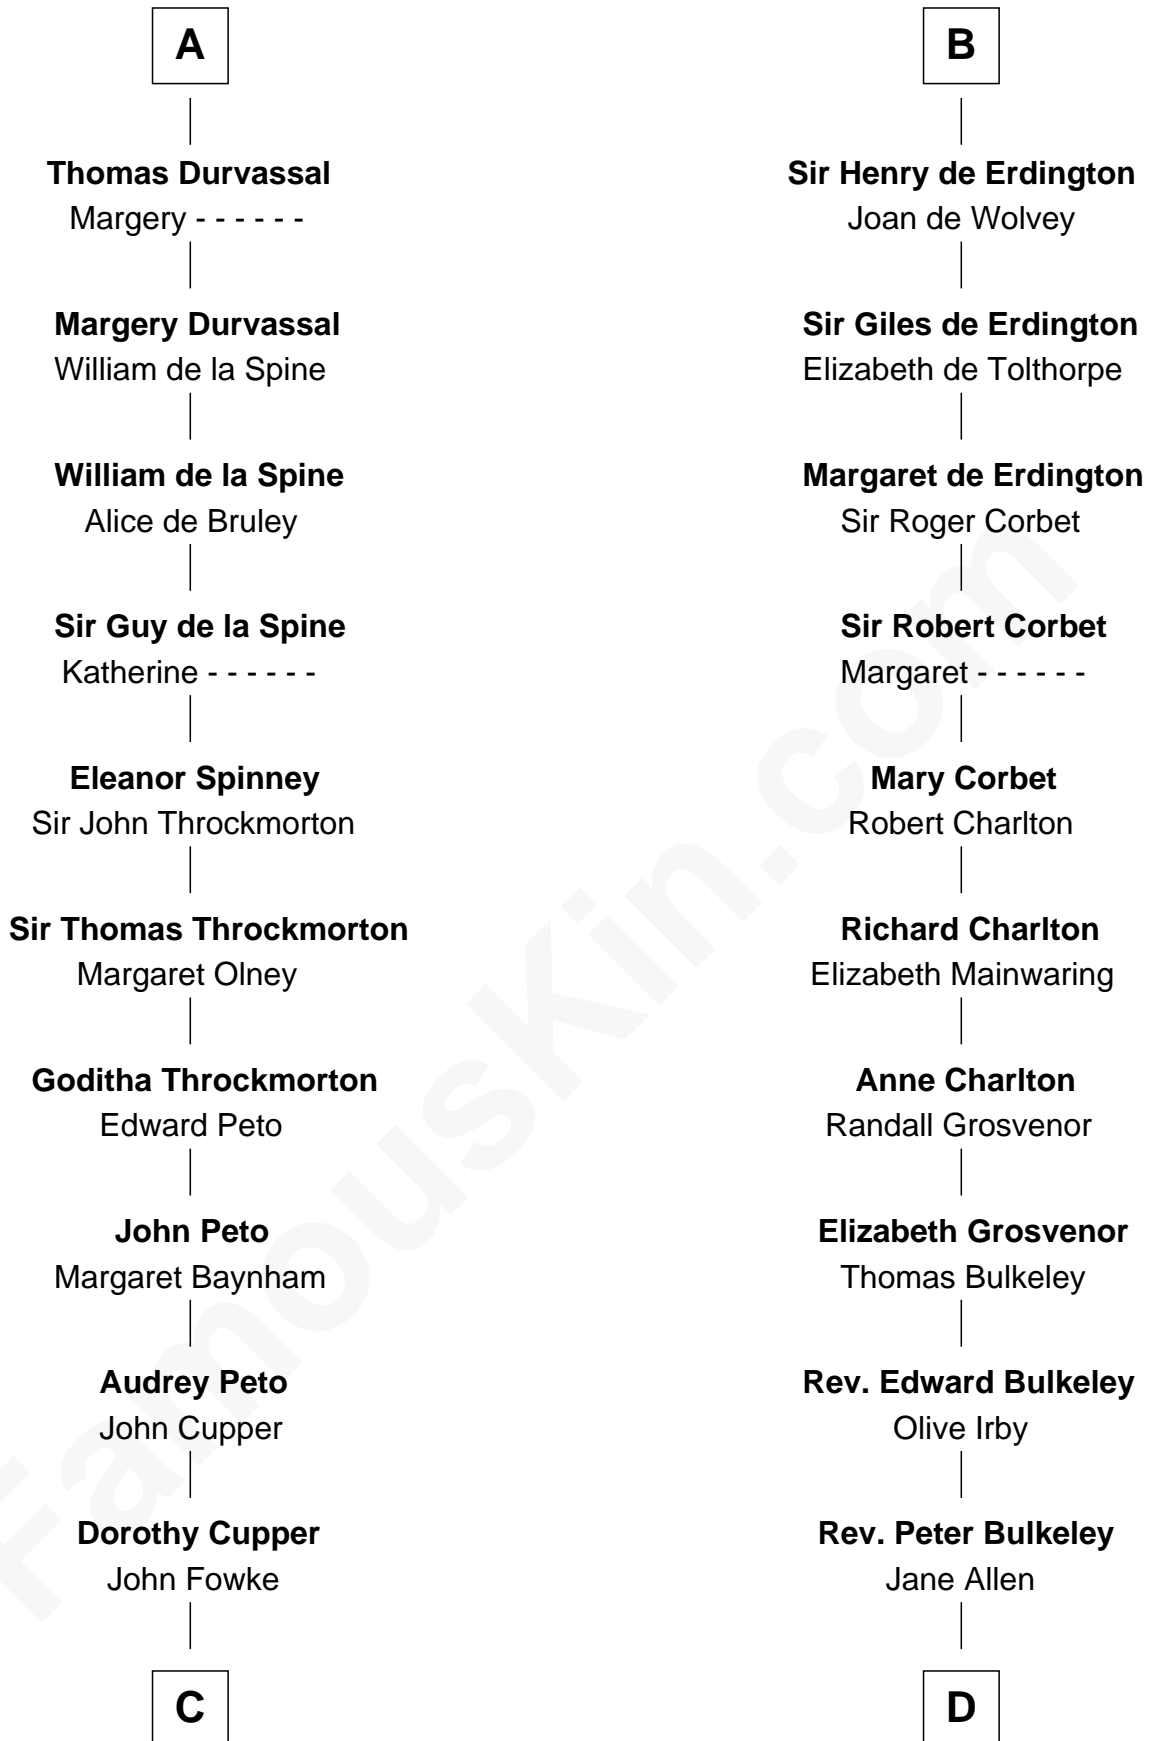 A
Thomas Durvassal
Margery - - - - - -
Margery Durvassal
William de la Spine
William de la Spine
Alice de Bruley
Sir Guy de la Spine
Katherine - - - - - -
Eleanor Spinney
Sir John Throckmorton
Sir Thomas Throckmorton
Margaret Olney
Goditha Throckmorton
Edward Peto
John Peto
Margaret Baynham
Audrey Peto
John Cupper
Dorothy Cupper
John Fowke
C
B
Sir Henry de Erdington
Joan de Wolvey
Sir Giles de Erdington
Elizabeth de Tolthorpe
Margaret de Erdington
Sir Roger Corbet
Sir Robert Corbet
Margaret - - - - - -
Mary Corbet
Robert Charlton
Richard Charlton
Elizabeth Mainwaring
Anne Charlton
Randall Grosvenor
Elizabeth Grosvenor
Thomas Bulkeley
Rev. Edward Bulkeley
Olive Irby
Rev. Peter Bulkeley
Jane Allen
D
FamousKin.com